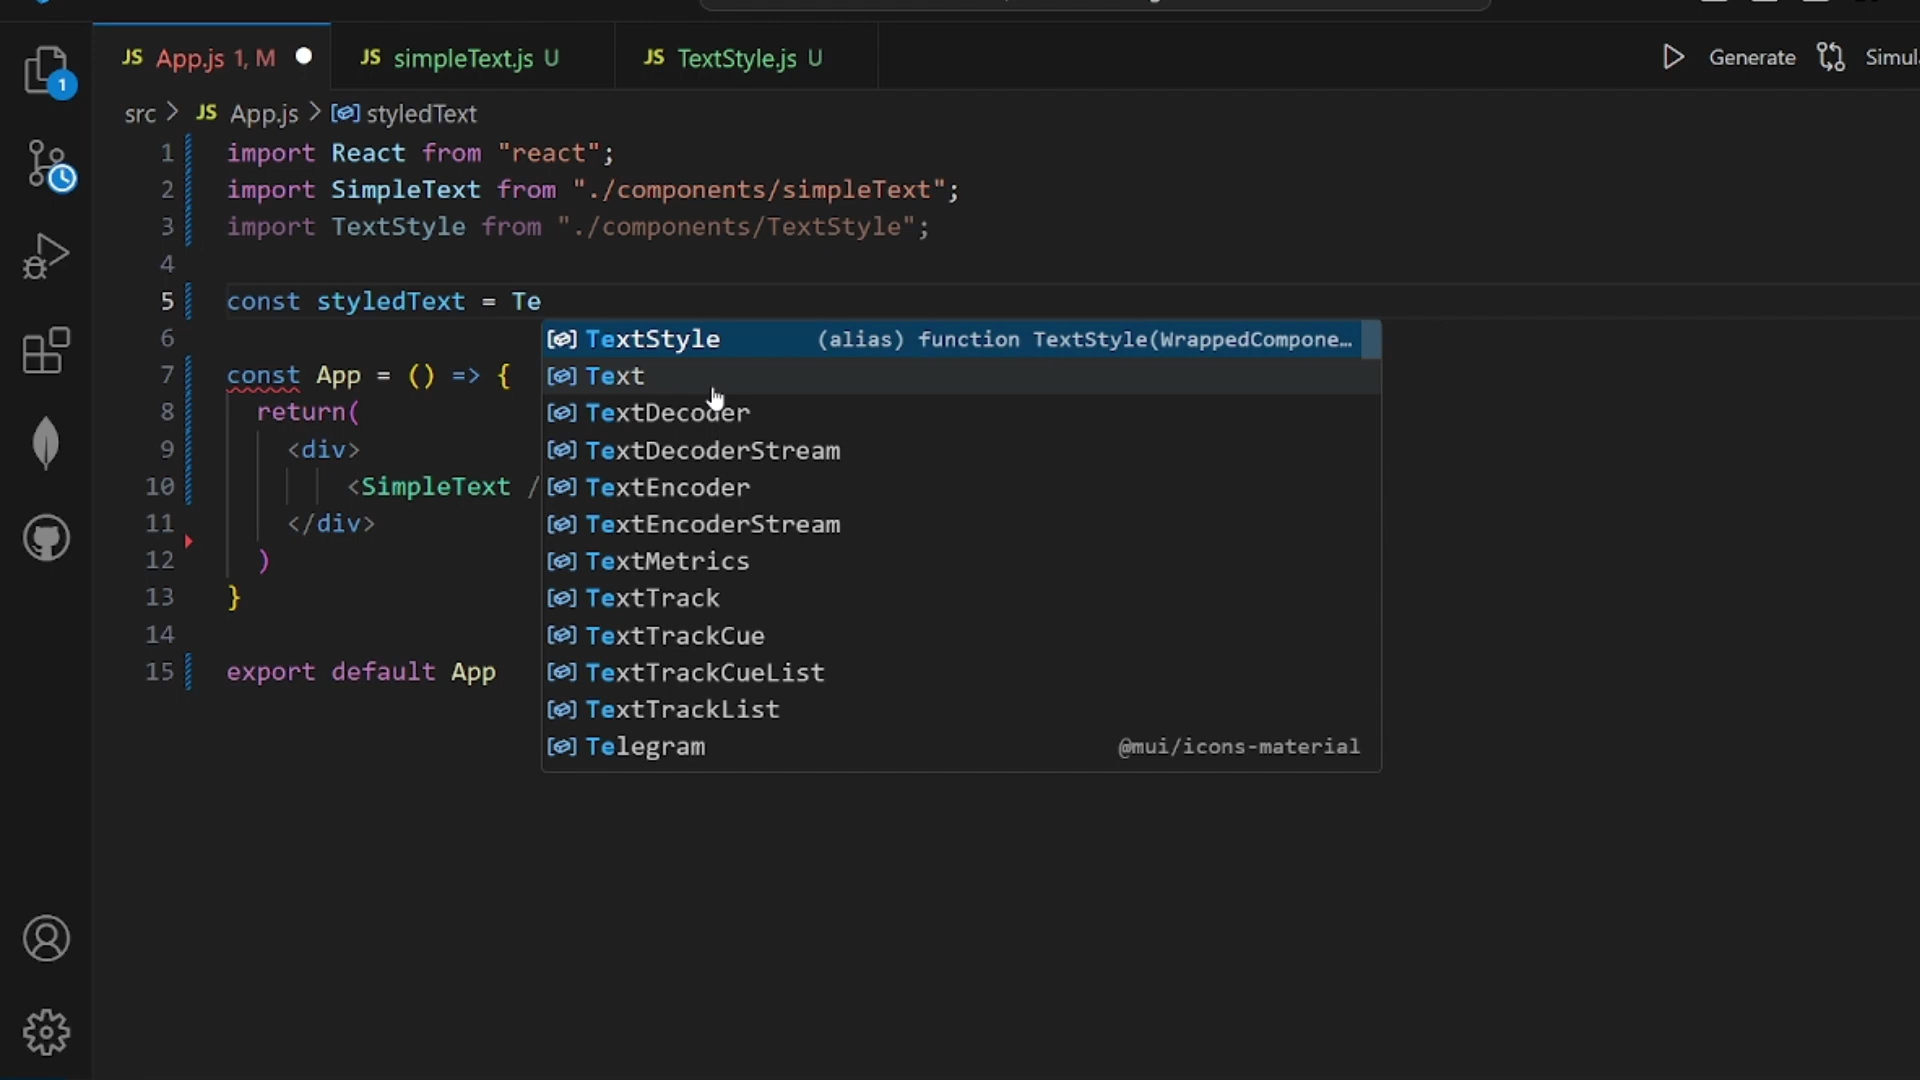 JS App.js 1, M
JS simpleText.js U
JS TextStyle.js U
Generate
Simul
1
src > JS App.js > styledText
1 import React from "react";
2 import SimpleText from "./components/simpleText";
3 import TextStyle from "./components/TextStyle";
4
5 const styledText = Te
6
TextStyle (alias) function TextStyle(WrappedCompone…
7 const App = () => {
Text
8 return(
TextDecoder
9 <div>
TextDecoderStream
10 <SimpleText /
TextEncoder
11 </div>
TextEncoderStream
12 )
TextMetrics
13 }
TextTrack
14
TextTrackCue
15 export default App
TextTrackCueList
TextTrackList
Telegram @mui/icons-material